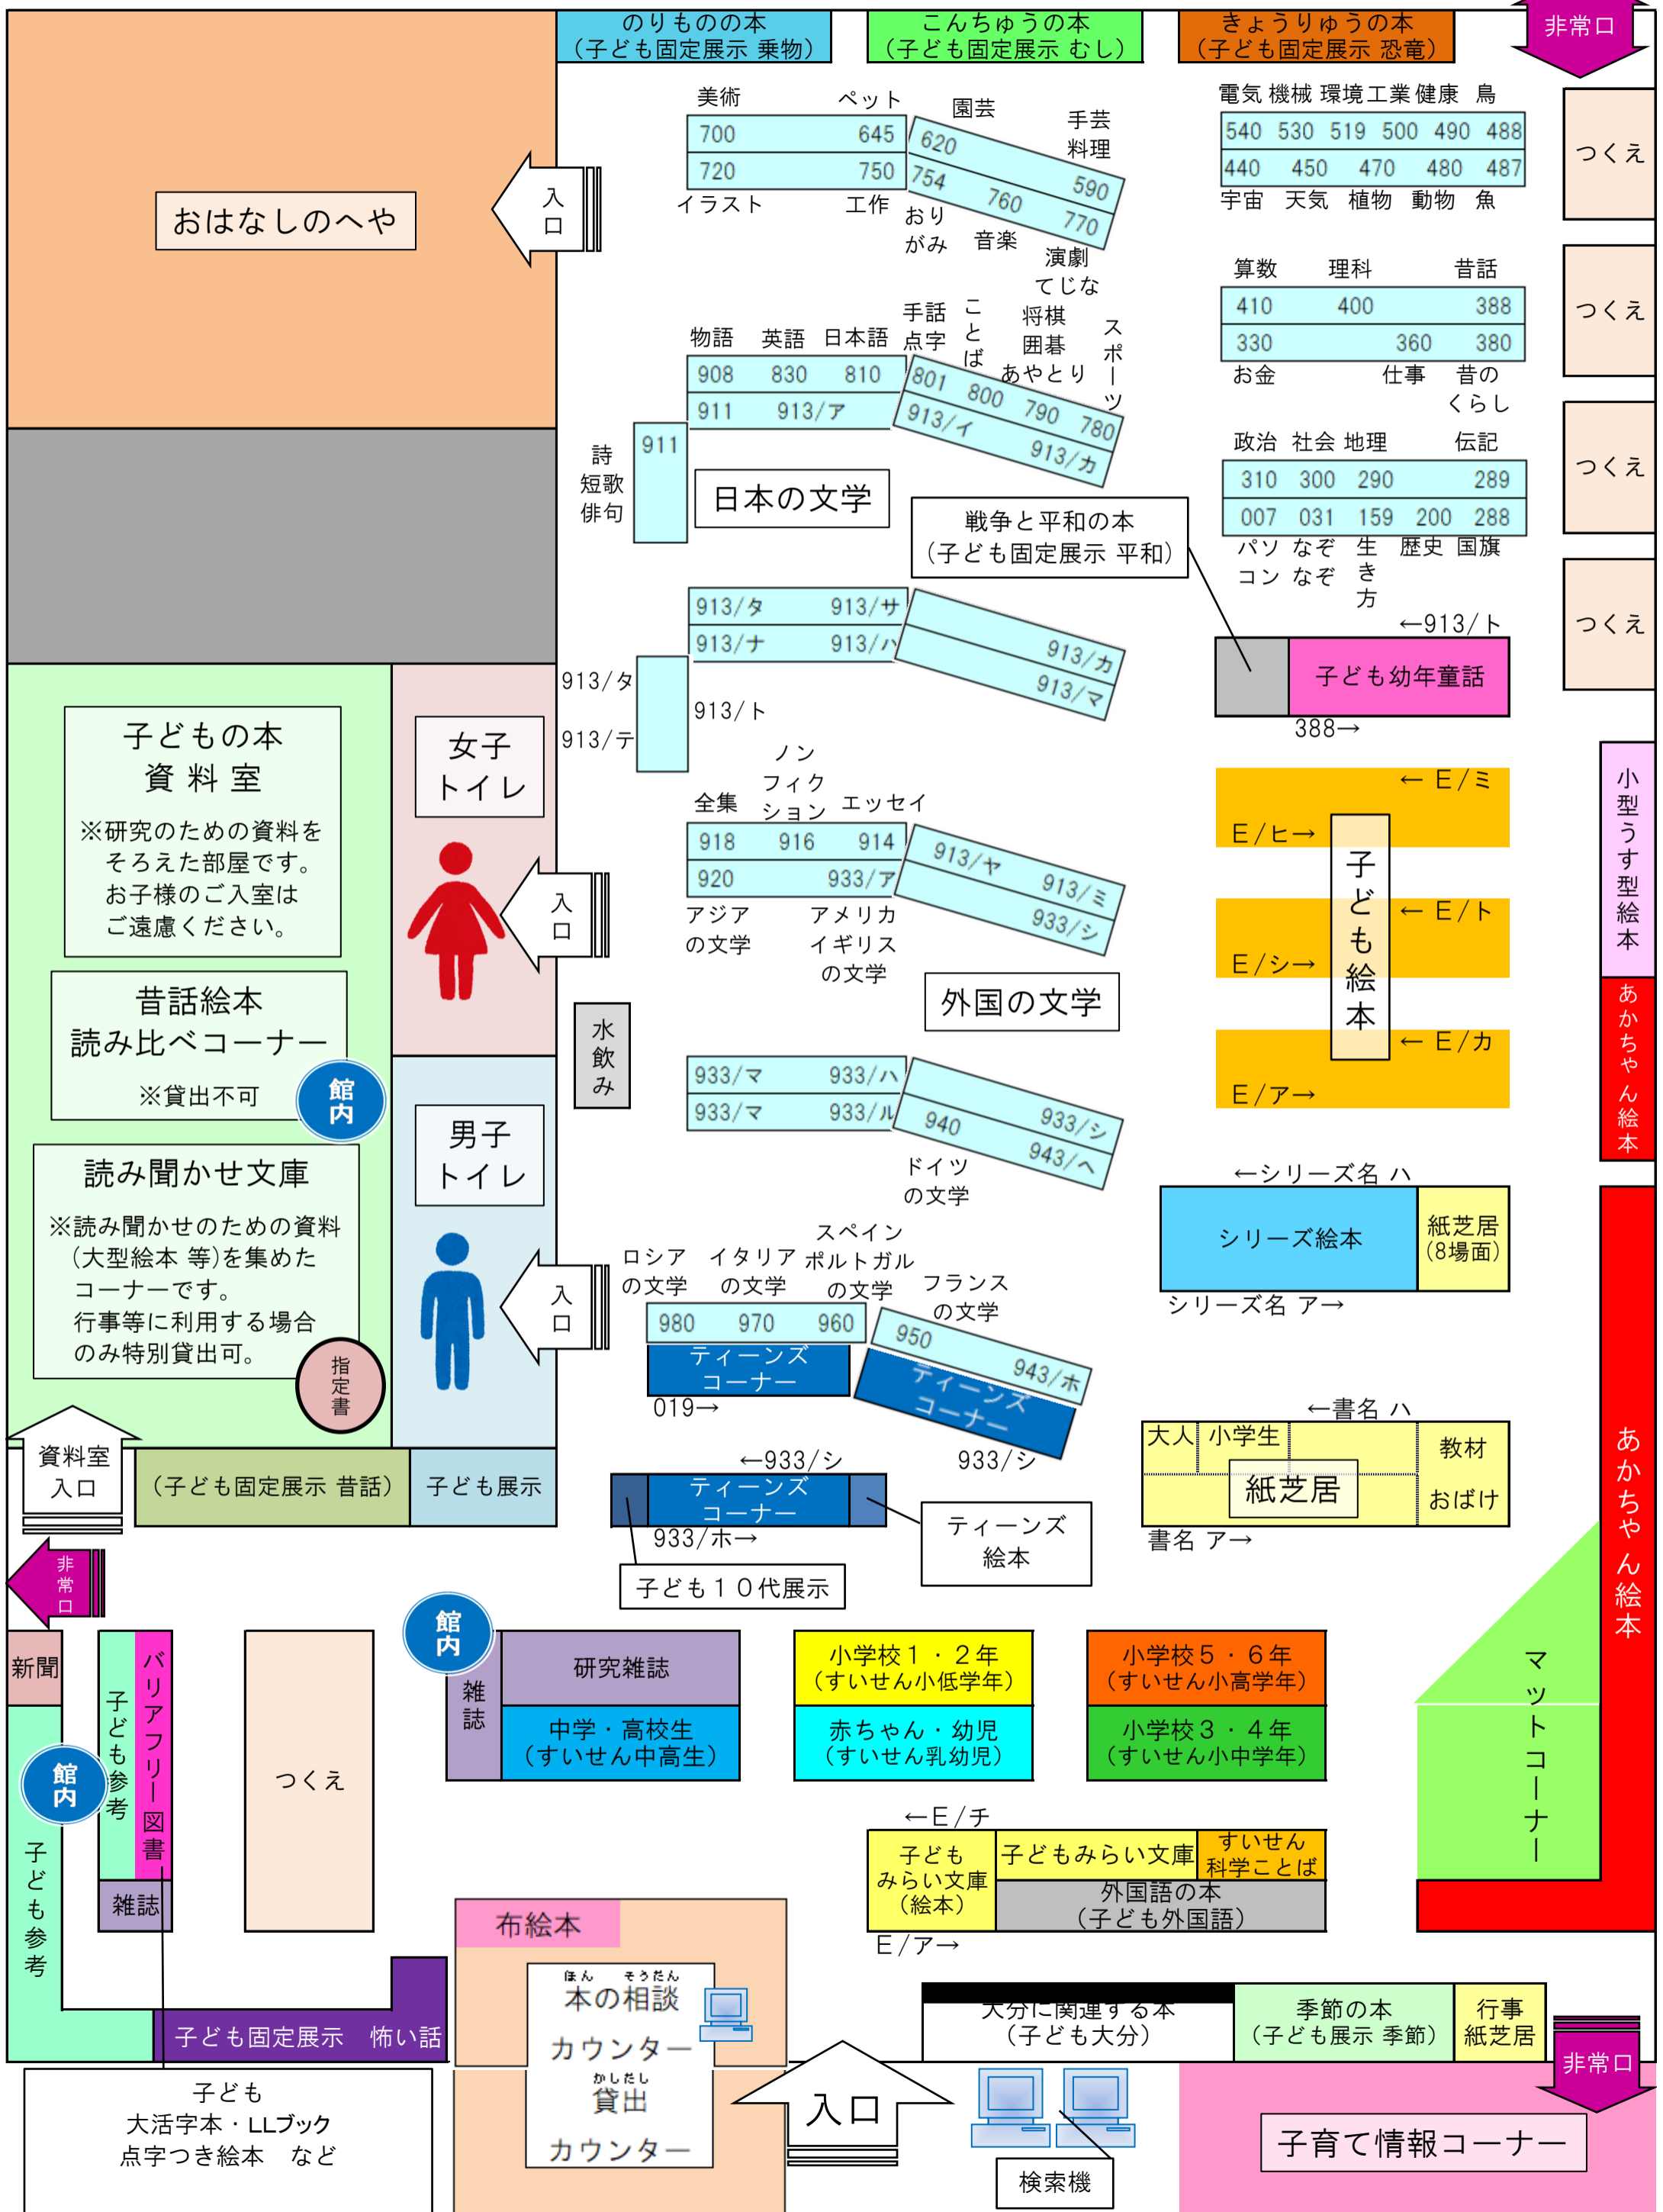 のりものの本
（子ども固定展示 乗物）
こんちゅうの本
（子ども固定展示 むし）
きょうりゅうの本
（子ども固定展示 恐竜）
非常口
おはなしのへや
入口
美術 ペット 園芸 手芸 料理
700 645 620 590
720 750 754 760 770
イラスト 工作 おりがみ 音楽 演劇 てじな
電気 機械 環境 工業 健康 鳥
540 530 519 500 490 488
440 450 470 480 487
宇宙 天気 植物 動物 魚
つくえ
算数 理科 昔話
410 400 388
330 360 380
お金 仕事 昔のくらし
つくえ
物語 英語 日本語 手話 点字 ことば 将棋 囲碁 あやとり スポーツ
908 830 810 801 800 790 780
911 913/ア 913/イ 913/カ
911
詩
短歌
俳句
日本の文学
政治 社会 地理 伝記
310 300 290 289
007 031 159 200 288
パソコン なぞなぞ 生き方 歴史 国旗
つくえ
戦争と平和の本
（子ども固定展示 平和）
つくえ
913/タ 913/サ 913/カ
913/ナ 913/ハ 913/マ
913/タ
913/テ
913/ト
←913/ト
子ども幼年童話
388→
子どもの本
資 料 室
※研究のための資料を
そろえた部屋です。
お子様のご入室は
ご遠慮ください。
女子
トイレ
入口
昔話絵本
読み比べコーナー
※貸出不可
館内
読み聞かせ文庫
※読み聞かせのための資料
（大型絵本 等）を集めた
コーナーです。
行事等に利用する場合
のみ特別貸出可。
指定書
男子
トイレ
入口
水飲み
全集 ノンフィクション エッセイ
918 916 914 913/ヤ 913/ミ
920 933/ア 933/シ
アジア
の文学
アメリカ
イギリス
の文学
外国の文学
← E/ミ
E/ヒ→
← E/ト
E/シ→
← E/カ
E/ア→
子ども絵本
小型うす型絵本
あかちゃん絵本
933/マ 933/ハ 933/シ
933/マ 933/ル 940 943/ヘ
ドイツ
の文学
←シリーズ名 ハ
シリーズ絵本
紙芝居
（8場面）
シリーズ名 ア→
ロシア
の文学
イタリア
の文学
スペイン
ポルトガル
の文学
フランス
の文学
980 970 960 950 943/ホ
ティーンズ
コーナー
ティーンズ
コーナー
019→
933/シ
←933/シ
ティーンズ
コーナー
933/ホ→
ティーンズ
絵本
子ども１０代展示
←書名 ハ
大人 小学生 教材
紙芝居 おばけ
書名 ア→
あかちゃん絵本
マットコーナー
資料室
入口
（子ども固定展示 昔話）
子ども展示
非常口
新聞
子ども参考
館内
子ども参考
バリアフリー図書
雑誌
つくえ
館内
雑誌
研究雑誌
中学・高校生
（すいせん中高生）
小学校１・２年
（すいせん小低学年）
赤ちゃん・幼児
（すいせん乳幼児）
小学校５・６年
（すいせん小高学年）
小学校３・４年
（すいせん小中学年）
←E/チ
子ども
みらい文庫
（絵本）
子どもみらい文庫
すいせん
科学ことば
外国語の本
（子ども外国語）
E/ア→
子ども固定展示 怖い話
布絵本
ほん そうだん
本の相談
カウンター
かしだし
貸出
カウンター
入口
大分に関連する本
（子ども大分）
季節の本
（子ども展示 季節）
行事
紙芝居
非常口
子ども
大活字本・LLブック
点字つき絵本 など
検索機
子育て情報コーナー